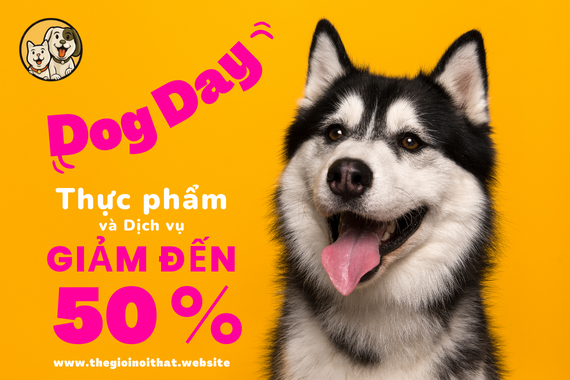 Dog Day
Thực phẩm
và Dịch vụ
GIẢM ĐẾN
50 %
www.thegioinoithat.website